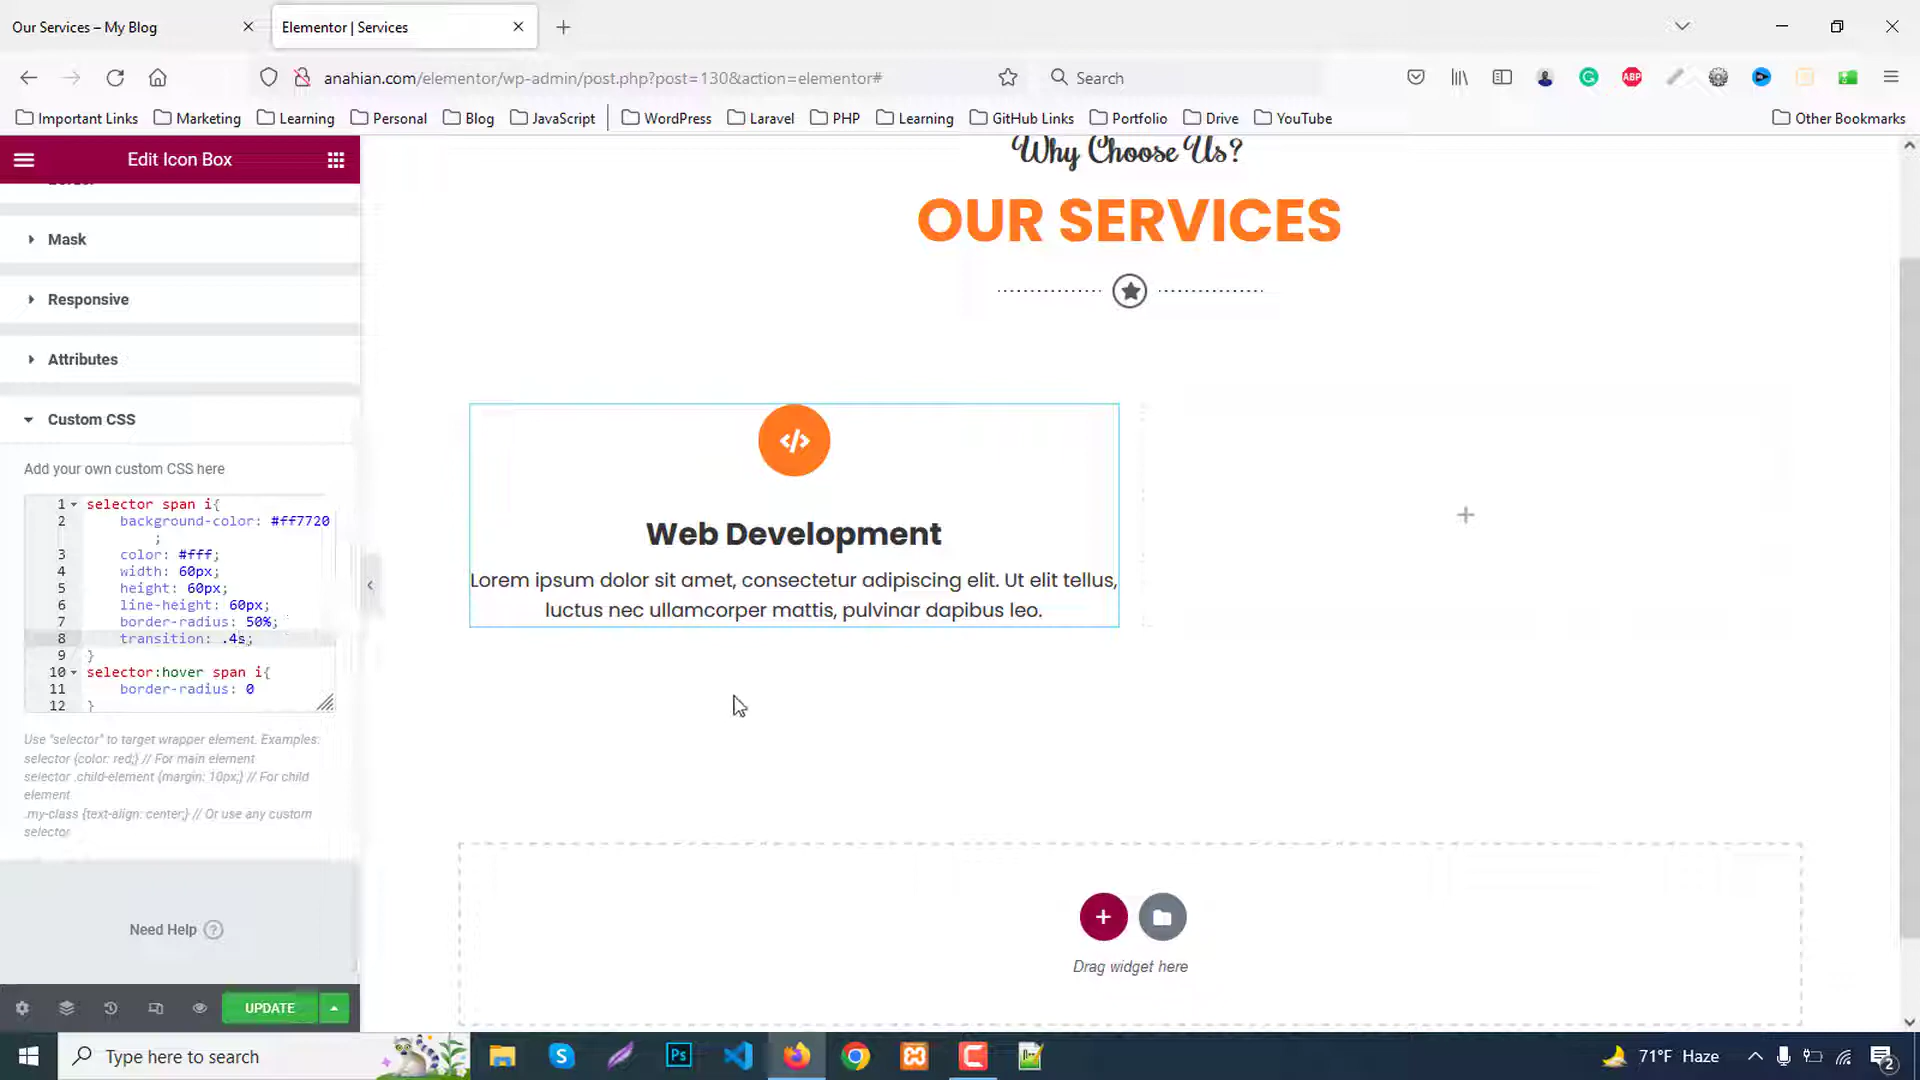 Our Services – My Blog
Elementor | Services
anahian.com/elementor/wp-admin/post.php?post=130&action=elementor#
Search
ABP
Important Links
Marketing
Learning
Personal
Blog
JavaScript
WordPress
Laravel
PHP
Learning
GitHub Links
Portfolio
Drive
YouTube
Other Bookmarks
Edit Icon Box
Mask
Responsive
Attributes
Custom CSS
Add your own custom CSS here
1 selector span i{
2 background-color: #ff7720
;
3 color: #fff;
4 width: 60px;
5 height: 60px;
6 line-height: 60px;
7 border-radius: 50%;
8 transition: .4s;
9 }
10 selector:hover span i{
11 border-radius: 0
12 }
Use "selector" to target wrapper element. Examples:
selector {color: red;} // For main element
selector .child-element {margin: 10px;} // For child
element
.my-class {text-align: center;} // Or use any custom
selector
Need Help ?
UPDATE
Why Choose Us?
OUR SERVICES
Web Development
Lorem ipsum dolor sit amet, consectetur adipiscing elit. Ut elit tellus,
luctus nec ullamcorper mattis, pulvinar dapibus leo.
Drag widget here
Type here to search
Ps
71°F Haze
2